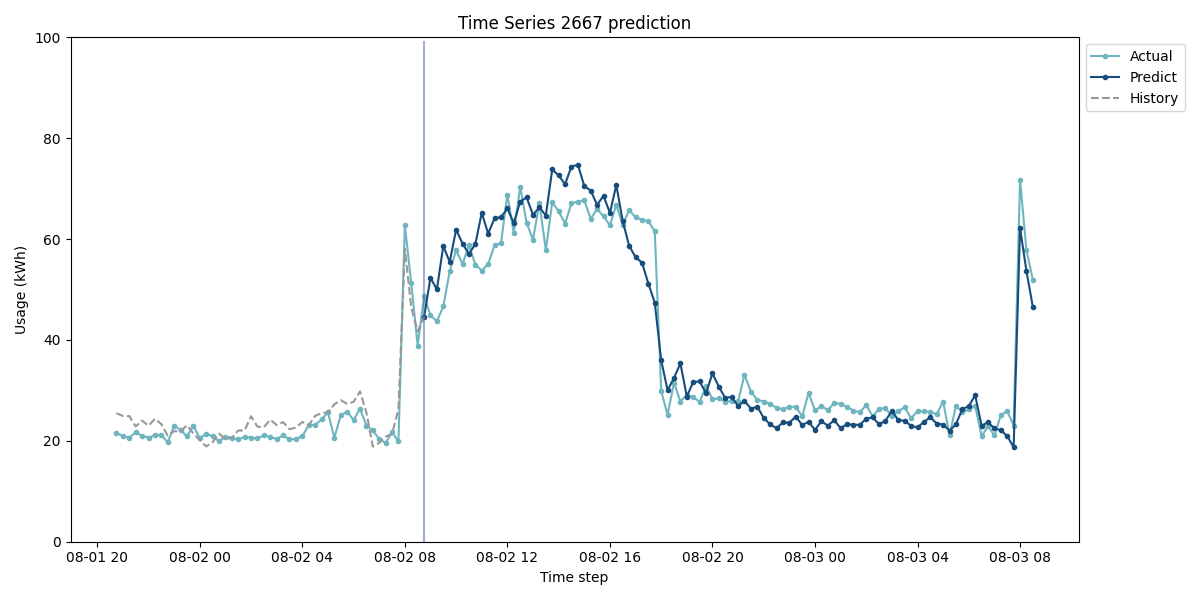 Time Series 2667 prediction
100
80
60
40
20
0
Usage (kWh)
08-01 20
08-02 00
08-02 04
08-02 08
08-02 12
08-02 16
08-02 20
08-03 00
08-03 04
08-03 08
Time step
Actual
Predict
History